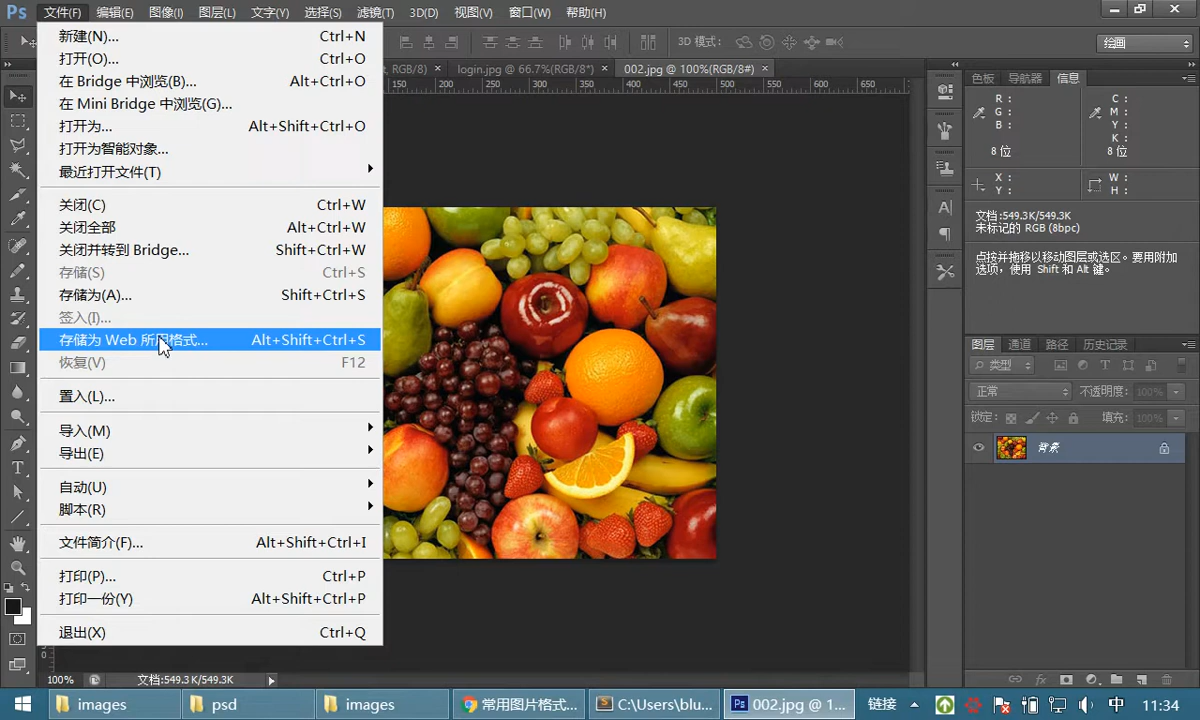 Ps 文件(F) 编辑(E) 图像(I) 图层(L) 文字(Y) 选择(S) 滤镜(T) 3D(D) 视图(V) 窗口(W) 帮助(H)
3D 模式: 绘画
, RGB/8) × login.jpg @ 66.7%(RGB/8*) × 002.jpg @ 100%(RGB/8#) ×
150 200 250 300 350 400 450 500 550 600 650
新建(N)... Ctrl+N
打开(O)... Ctrl+O
在 Bridge 中浏览(B)... Alt+Ctrl+O
在 Mini Bridge 中浏览(G)...
打开为... Alt+Shift+Ctrl+O
打开为智能对象...
最近打开文件(T)
关闭(C) Ctrl+W
关闭全部 Alt+Ctrl+W
关闭并转到 Bridge... Shift+Ctrl+W
存储(S) Ctrl+S
存储为(A)... Shift+Ctrl+S
签入(I)...
存储为 Web 所用格式... Alt+Shift+Ctrl+S
恢复(V) F12
置入(L)...
导入(M)
导出(E)
自动(U)
脚本(R)
文件简介(F)... Alt+Shift+Ctrl+I
打印(P)... Ctrl+P
打印一份(Y) Alt+Shift+Ctrl+P
退出(X) Ctrl+Q
色板 导航器 信息
R: C:
G: M:
B: Y:
K:
8 位 8 位
X: W:
Y: H:
文档:549.3K/549.3K
未标记的 RGB (8bpc)
点按并拖移以移动图层或选区。要用附加
选项，使用 Shift 和 Alt 键。
图层 通道 路径 历史记录
类型
正常 不透明度: 100%
锁定: 填充: 100%
背景
100% 文档:549.3K/549.3K
images psd images 常用图片格式... C:\Users\blu... Ps 002.jpg @ 1... 链接 中 11:34